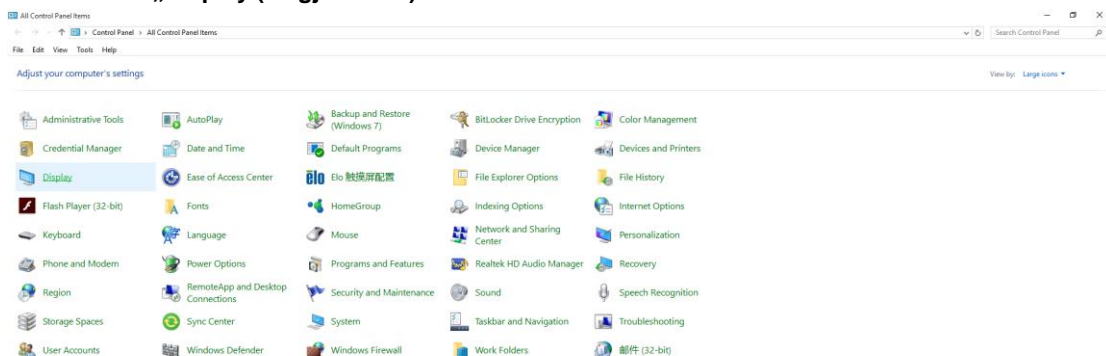 All Control Panel Items
Control Panel > All Control Panel Items
Search Control Panel
File Edit View Tools Help
Adjust your computer's settings
View by: Large icons
Administrative Tools
AutoPlay
Backup and Restore
(Windows 7)
BitLocker Drive Encryption
Color Management
Credential Manager
Date and Time
Default Programs
Device Manager
Devices and Printers
Display
Ease of Access Center
elo Elo 触摸屏配置
File Explorer Options
File History
Flash Player (32-bit)
Fonts
HomeGroup
Indexing Options
Internet Options
Keyboard
Language
Mouse
Network and Sharing
Center
Personalization
Phone and Modem
Power Options
Programs and Features
Realtek HD Audio Manager
Recovery
Region
RemoteApp and Desktop
Connections
Security and Maintenance
Sound
Speech Recognition
Storage Spaces
Sync Center
System
Taskbar and Navigation
Troubleshooting
User Accounts
Windows Defender
Windows Firewall
Work Folders
邮件 (32-bit)